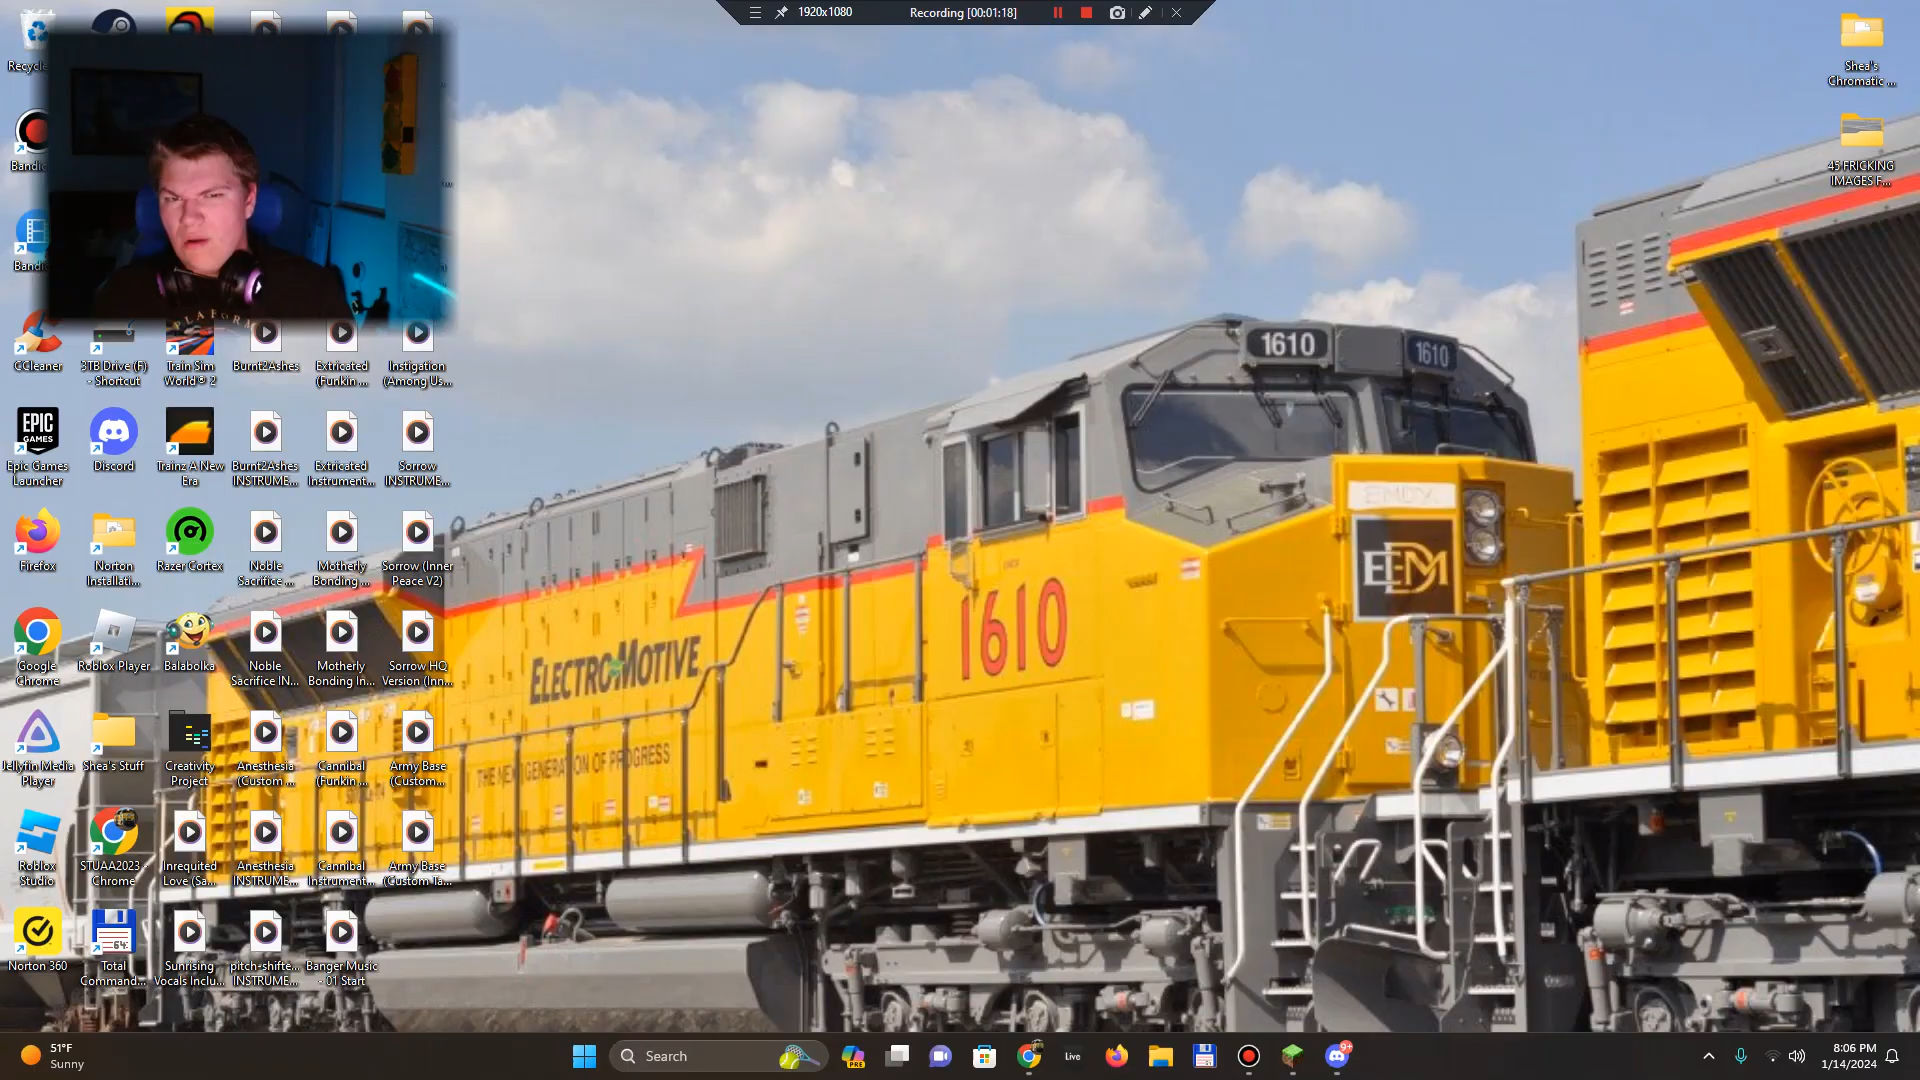 1920x1080
Recording [00:01:18]
Shea's
Chromatic ...
45 FRICKING
IMAGES F...
PLAFORM
CCleaner
3TB Drive (F)
- Shortcut
Train Sim
World® 2
Burnt2Ashes
Extricated
(Funkin ...
Instigation
(Among Us...
EPIC
GAMES
Epic Games
Launcher
Discord
Trainz A New
Era
Burnt2Ashes
INSTRUME...
Extricated
Instrument...
Sorrow
INSTRUME...
Firefox
Norton
Installati...
Razer Cortex
Noble
Sacrifice ...
Motherly
Bonding ...
Sorrow (Inner
Peace V2)
Google
Chrome
Roblox Player
Balabolka
Noble
Sacrifice IN...
Motherly
Bonding In...
Sorrow HQ
Version (Inn...
Jellyfin Media
Player
Shea's Stuff
Creativity
Project
Anesthesia
(Custom ...
Cannibal
(Funkin ...
Army Base
(Custom...
Roblox
Studio
STUAA2023 -
Chrome
Inrequited
Love (Sa...
Anesthesia
INSTRUME...
Cannibal
Instrument...
Army Base
(Custom Ta...
Norton 360
64
Total
Command...
Sunrising
Vocals Inclu...
pitch-shifte...
INSTRUME...
Banger Music
- 01 Start
1610
1610
EMDX
EMD
1610
ELECTRO-MOTIVE
THE NEXT GENERATION OF PROGRESS
51°F
Sunny
Search
PRE
Live
9+
8:06 PM
1/14/2024